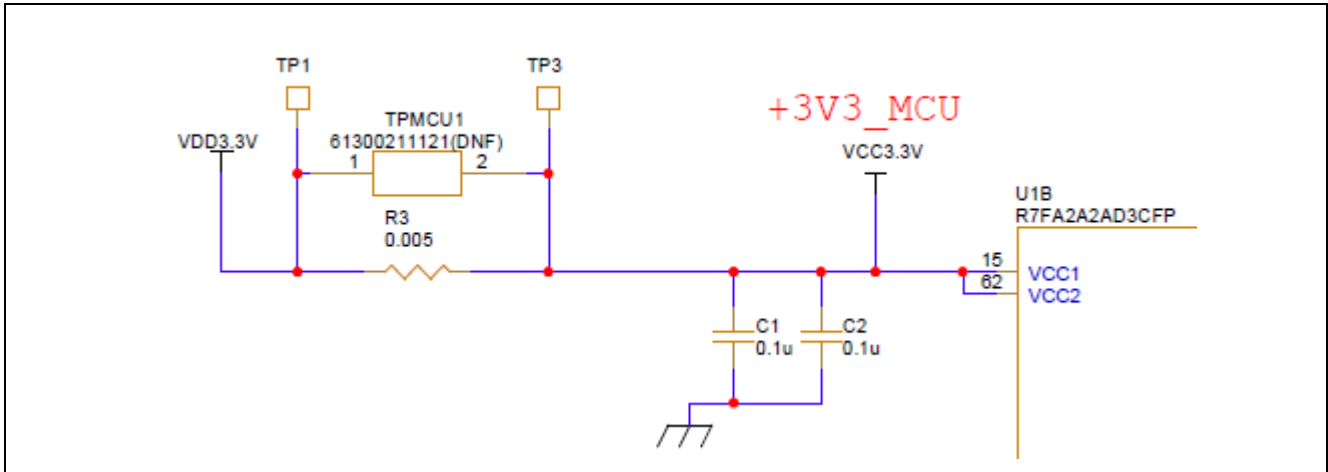 TP1
TP3
+3V3_MCU
TPMCU1
VDD3.3V
61300211121(DNF)
VCC3.3V
1
2
U1B
R7FA2A2AD3CFP
R3
0.005
15
VCC1
62
VCC2
C1
0.1u
C2
0.1u